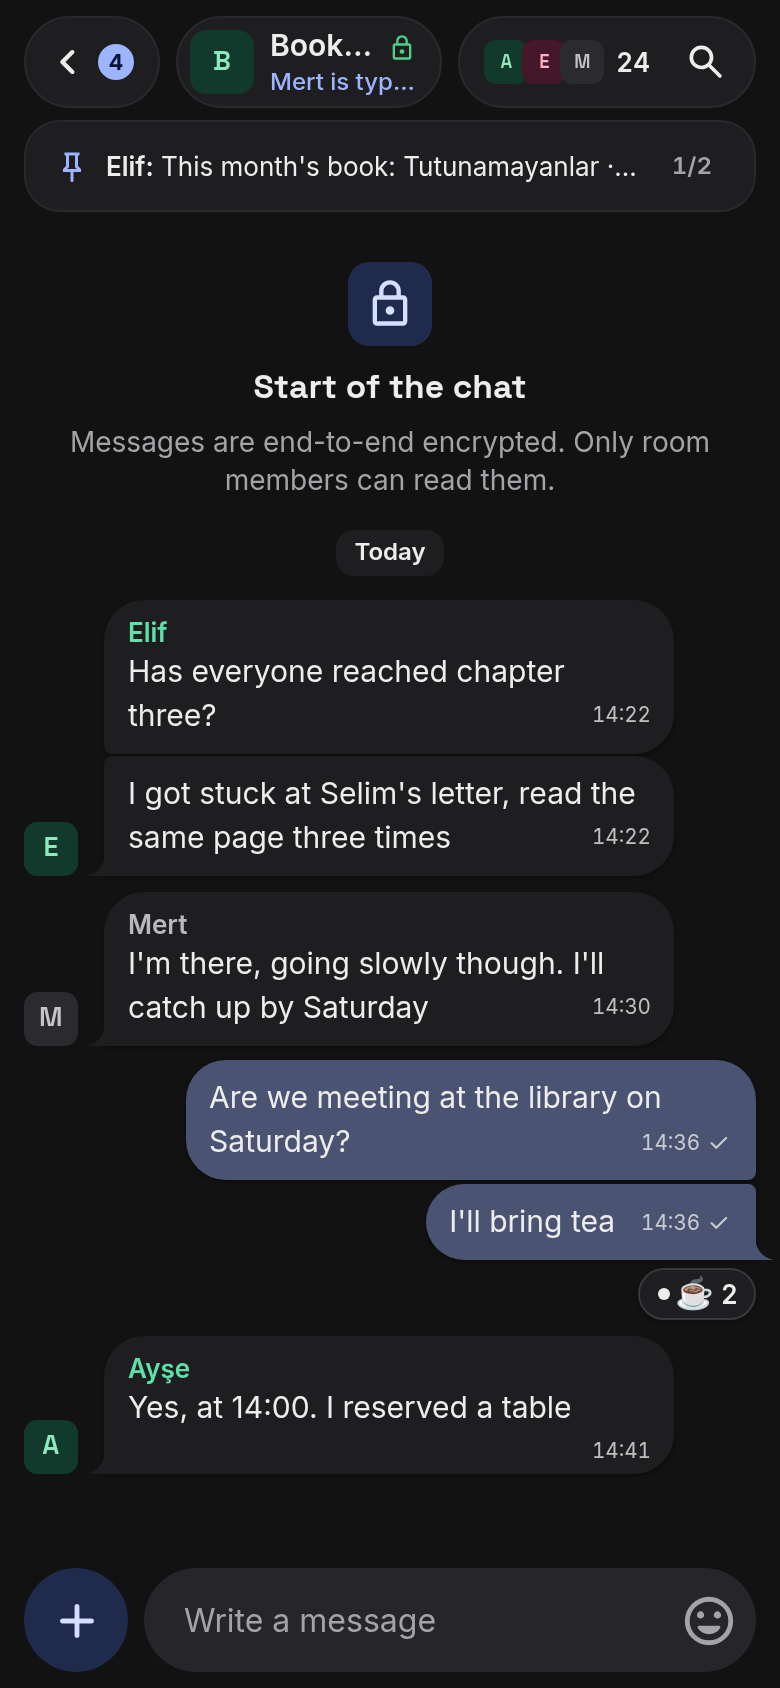 4
B
Book...
Mert is typ...
A E M 24
Elif: This month's book: Tutunamayanlar ·... 1/2
Start of the chat
Messages are end-to-end encrypted. Only room
members can read them.
Today
Elif
Has everyone reached chapter
three? 14:22
I got stuck at Selim's letter, read the
same page three times 14:22
E
Mert
I'm there, going slowly though. I'll
catch up by Saturday 14:30
M
Are we meeting at the library on
Saturday? 14:36
I'll bring tea 14:36
☕ 2
Ayşe
Yes, at 14:00. I reserved a table
14:41
A
Write a message